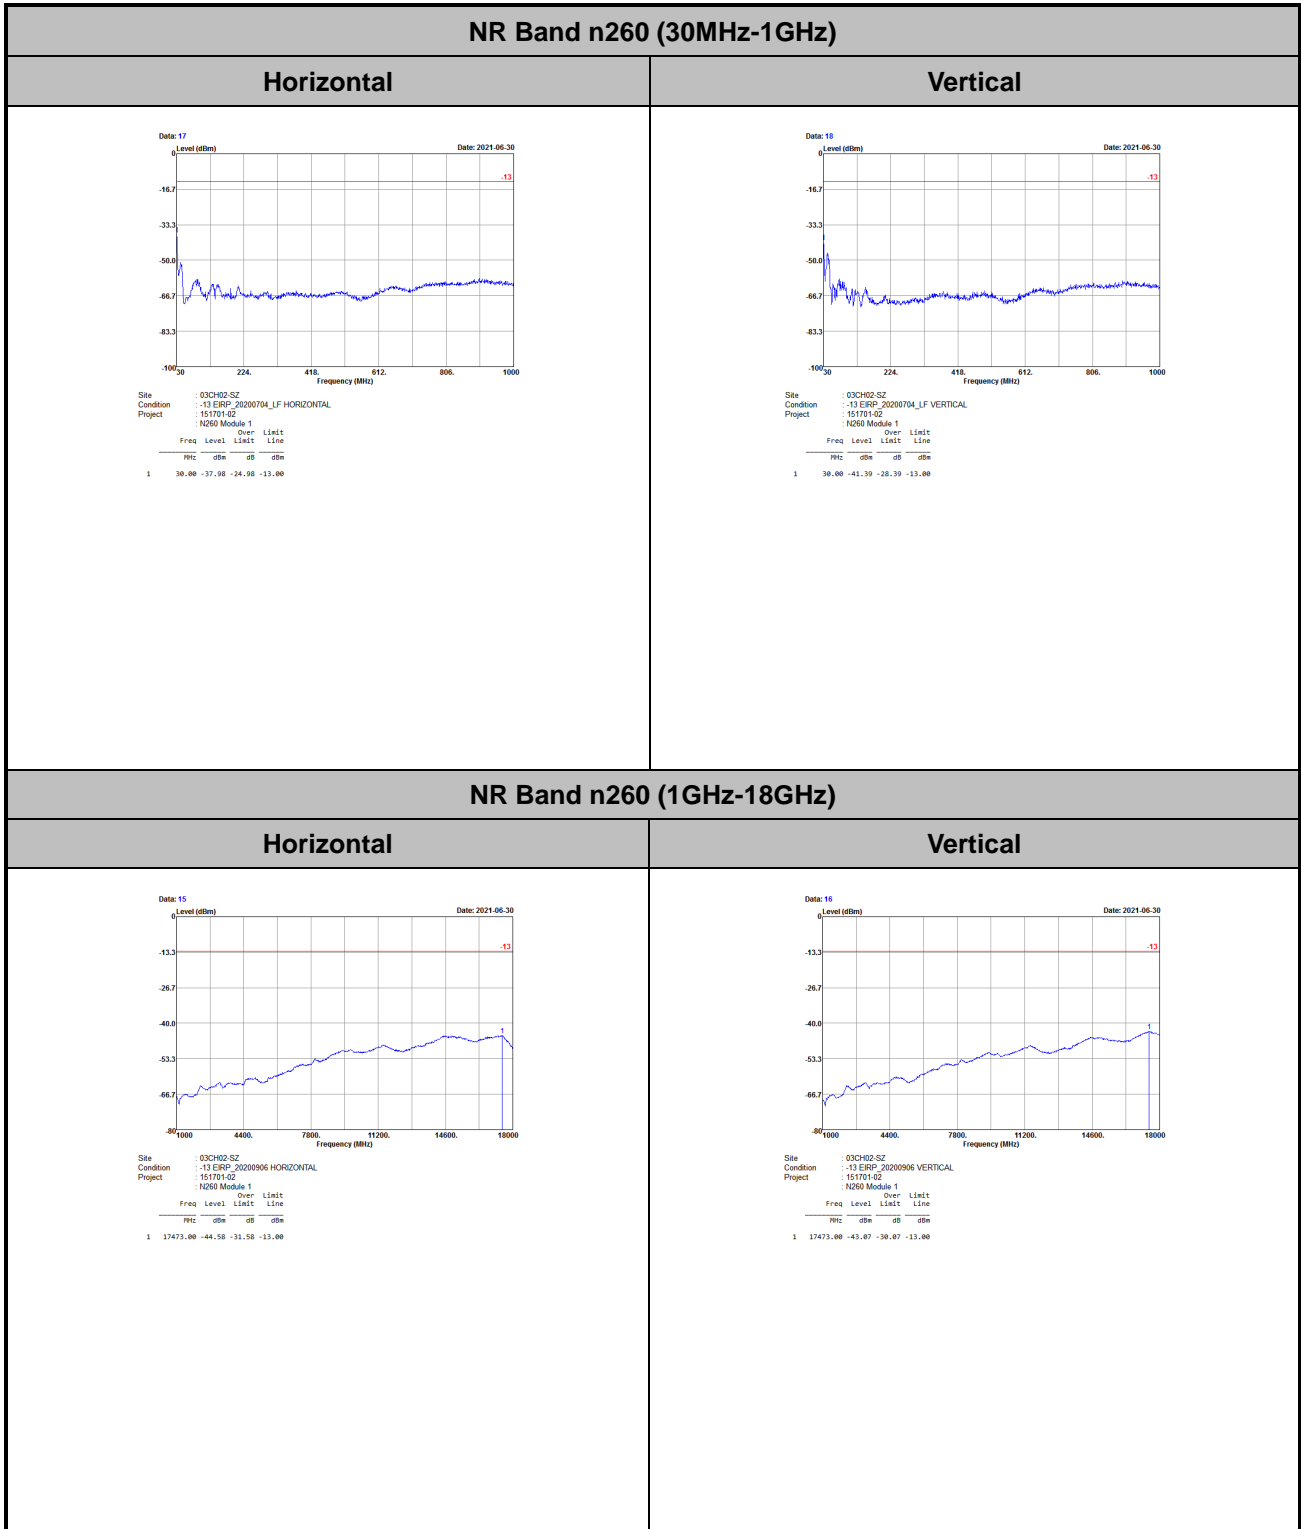 NR Band n260 (30MHz-1GHz)
Horizontal Vertical
Data: 17
Level (dBm) Date: 2021-06-30
0
-13
-16.7
-33.3
-50.0
-66.7
-83.3
-100
30 224. 418. 612. 806. 1000
Frequency (MHz)
Site : 03CH02-SZ
Condition : -13 EIRP_20200704_LF HORIZONTAL
Project : 151701-02
: N260 Module 1
Over Limit
Freq Level Limit Line
MHz dBm dB dBm
1 30.00 -37.98 -24.98 -13.00
Data: 18
Level (dBm) Date: 2021-06-30
0
-13
-16.7
-33.3
-50.0
-66.7
-83.3
-100
30 224. 418. 612. 806. 1000
Frequency (MHz)
Site : 03CH02-SZ
Condition : -13 EIRP_20200704_LF VERTICAL
Project : 151701-02
: N260 Module 1
Over Limit
Freq Level Limit Line
MHz dBm dB dBm
1 30.00 -41.39 -28.39 -13.00
NR Band n260 (1GHz-18GHz)
Horizontal Vertical
Data: 15
Level (dBm) Date: 2021-06-30
0
-13
-13.3
-26.7
-40.0
1
-53.3
-66.7
-80
1000 4400. 7800. 11200. 14600. 18000
Frequency (MHz)
Site : 03CH02-SZ
Condition : -13 EIRP_20200906 HORIZONTAL
Project : 151701-02
: N260 Module 1
Over Limit
Freq Level Limit Line
MHz dBm dB dBm
1 17473.00 -44.58 -31.58 -13.00
Data: 16
Level (dBm) Date: 2021-06-30
0
-13
-13.3
-26.7
-40.0
1
-53.3
-66.7
-80
1000 4400. 7800. 11200. 14600. 18000
Frequency (MHz)
Site : 03CH02-SZ
Condition : -13 EIRP_20200906 VERTICAL
Project : 151701-02
: N260 Module 1
Over Limit
Freq Level Limit Line
MHz dBm dB dBm
1 17473.00 -43.07 -30.07 -13.00